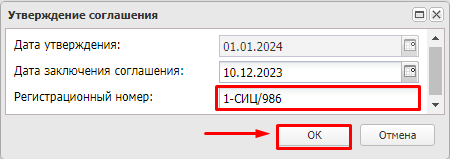 Утверждение соглашения
Дата утверждения: 01.01.2024
Дата заключения соглашения: 10.12.2023
Регистрационный номер: 1-СИЦ/986
ОК Отмена